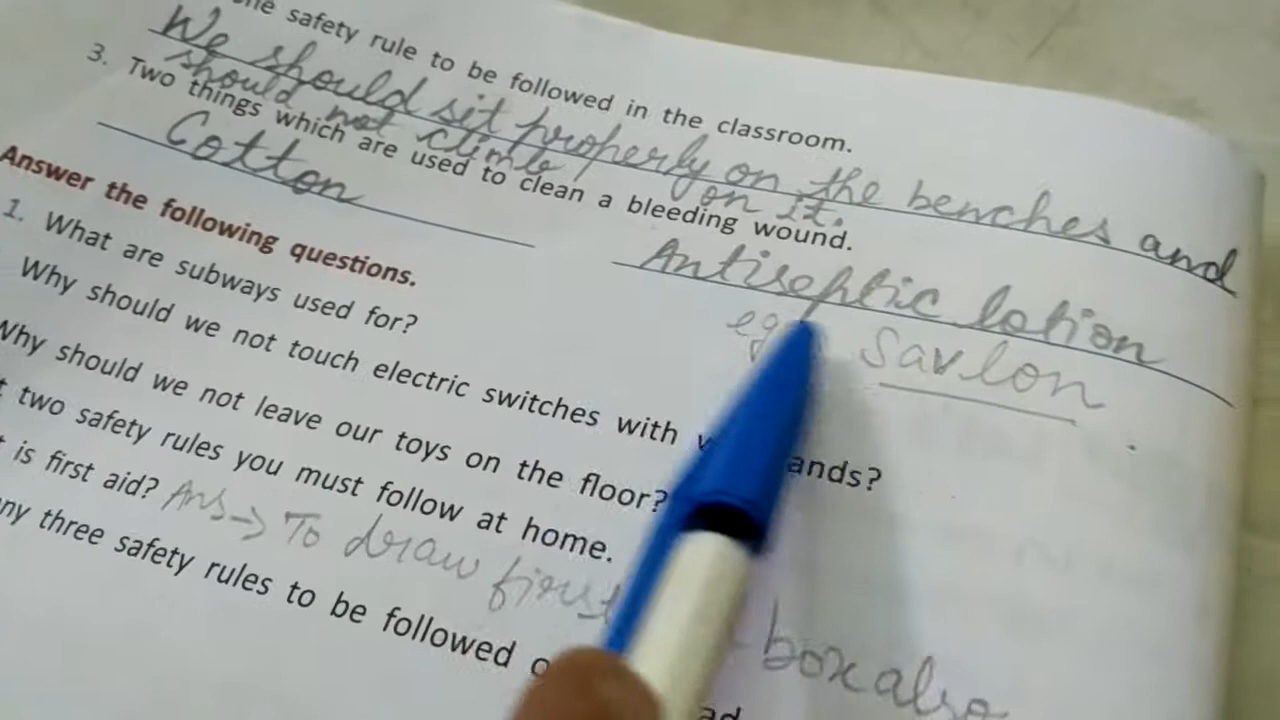 safety rule to be followed in the classroom.
We should sit properly on the benches and
should not climb on it.
3. Two things which are used to clean a bleeding wound.
Cotton Antiseptic lotion
eg Savlon
Answer the following questions.
1. What are subways used for?
Why should we not touch electric switches with ands?
Why should we not leave our toys on the floor?
two safety rules you must follow at home.
is first aid? Ans → To draw first box also
ny three safety rules to be followed
ad